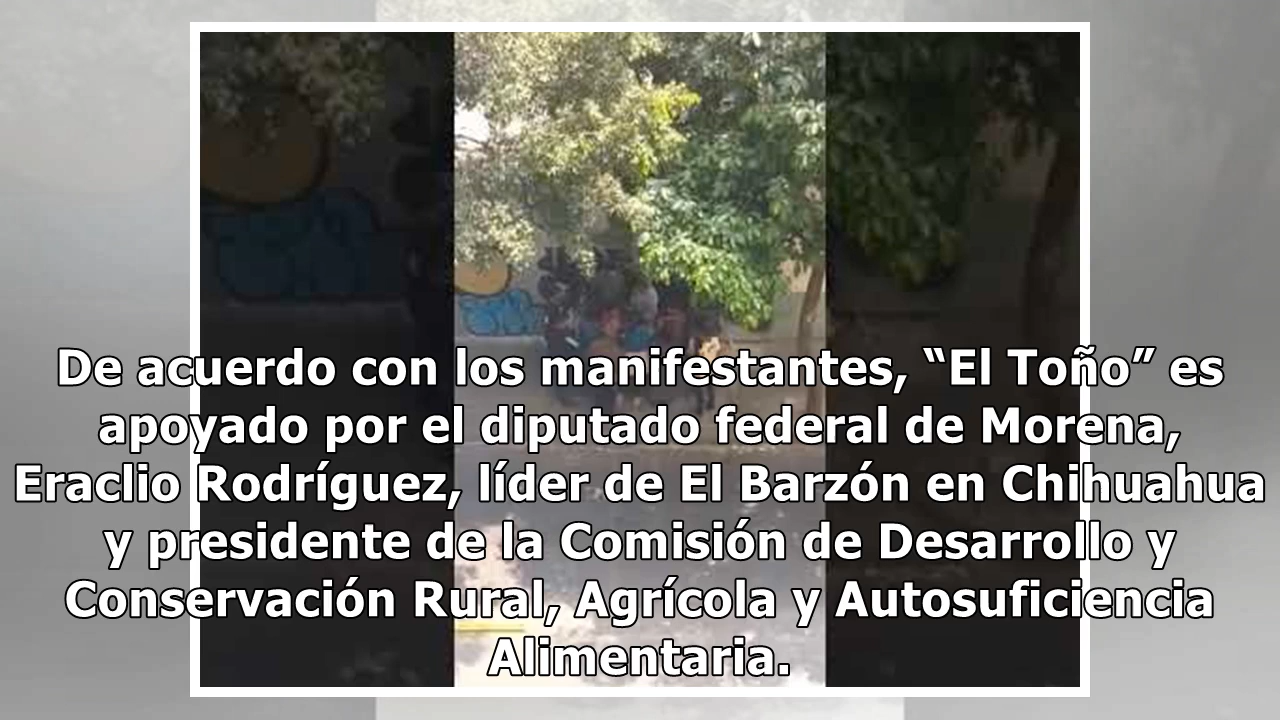 De acuerdo con los manifestantes, “El Toño” es
apoyado por el diputado federal de Morena,
Eraclio Rodríguez, líder de El Barzón en Chihuahua
y presidente de la Comisión de Desarrollo y
Conservación Rural, Agrícola y Autosuficiencia
Alimentaria.